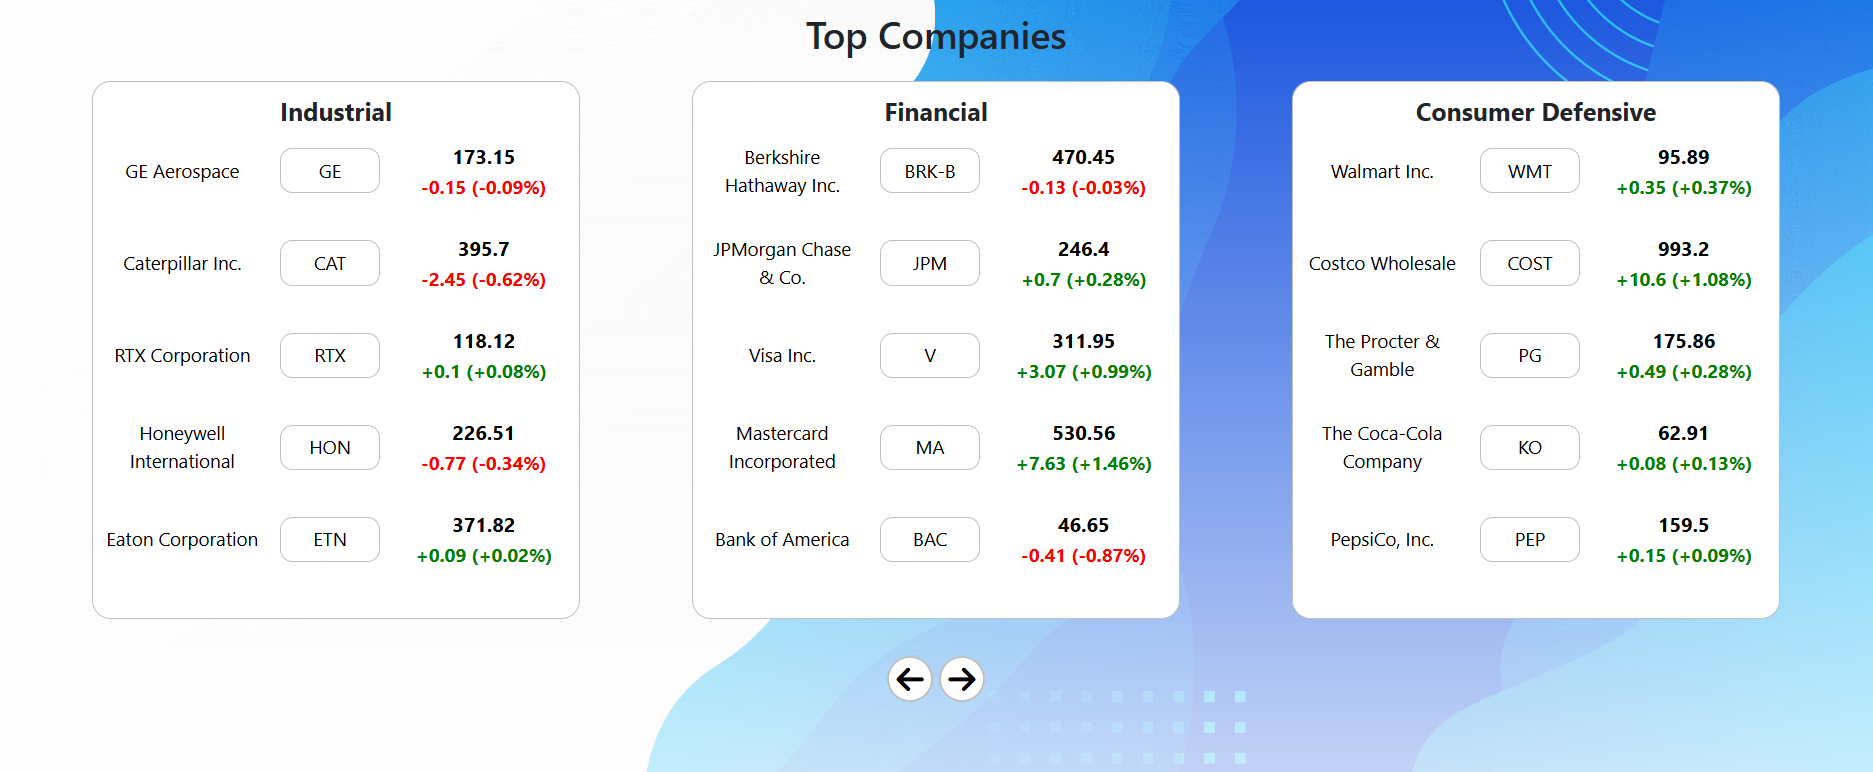 Top Companies
Industrial
GE Aerospace
GE
173.15
-0.15 (-0.09%)
Caterpillar Inc.
CAT
395.7
-2.45 (-0.62%)
RTX Corporation
RTX
118.12
+0.1 (+0.08%)
Honeywell
International
HON
226.51
-0.77 (-0.34%)
Eaton Corporation
ETN
371.82
+0.09 (+0.02%)
Financial
Berkshire
Hathaway Inc.
BRK-B
470.45
-0.13 (-0.03%)
JPMorgan Chase
& Co.
JPM
246.4
+0.7 (+0.28%)
Visa Inc.
V
311.95
+3.07 (+0.99%)
Mastercard
Incorporated
MA
530.56
+7.63 (+1.46%)
Bank of America
BAC
46.65
-0.41 (-0.87%)
Consumer Defensive
Walmart Inc.
WMT
95.89
+0.35 (+0.37%)
Costco Wholesale
COST
993.2
+10.6 (+1.08%)
The Procter &
Gamble
PG
175.86
+0.49 (+0.28%)
The Coca-Cola
Company
KO
62.91
+0.08 (+0.13%)
PepsiCo, Inc.
PEP
159.5
+0.15 (+0.09%)